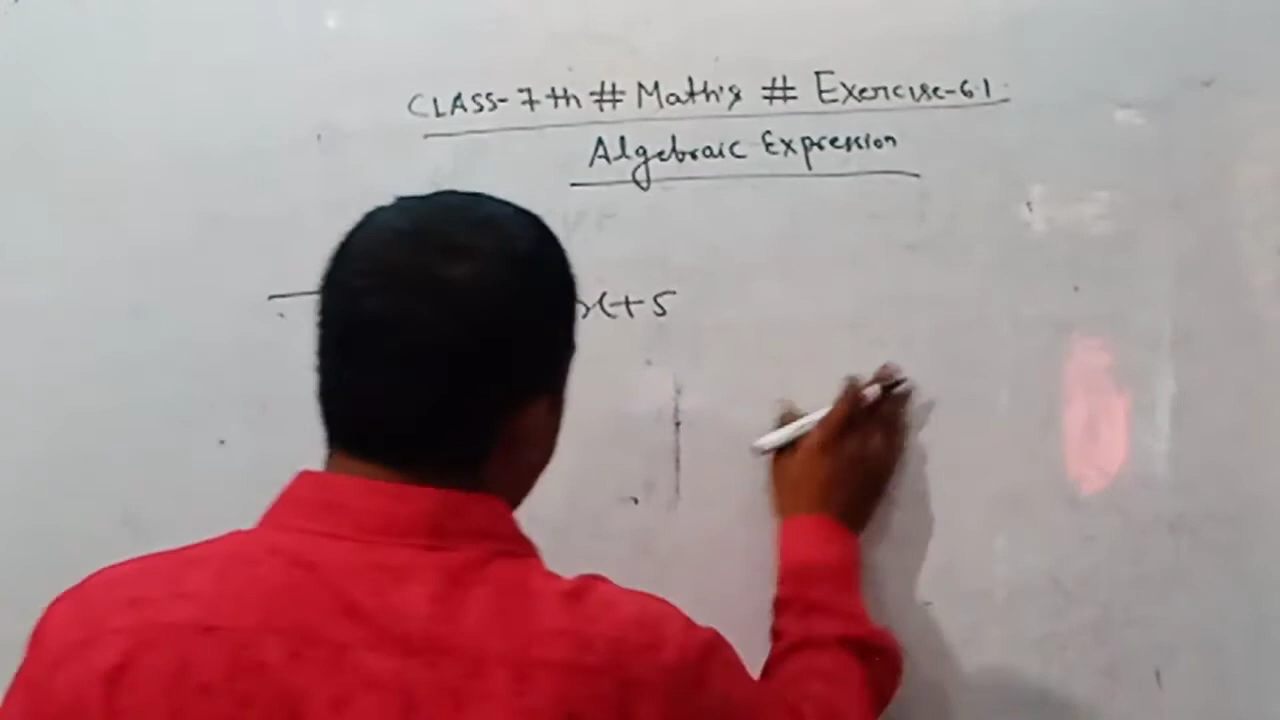 CLASS-7th # Math's # Exercise-6.1
Algebraic Expression
x+5